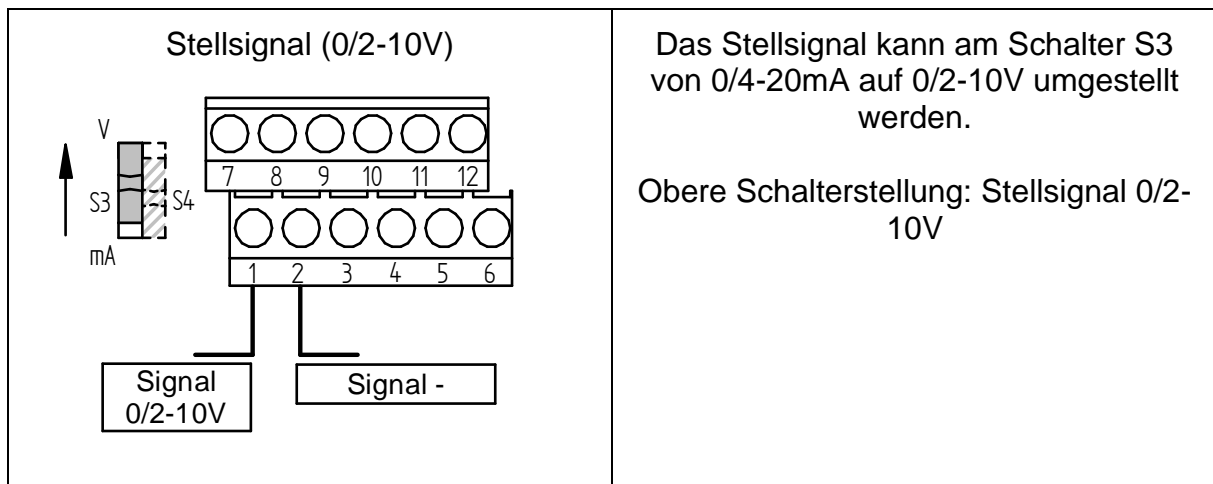 Stellsignal (0/2-10V)
V
S3
S4
mA
7 8 9 10 11 12
1 2 3 4 5 6
Signal
0/2-10V
Signal -
Das Stellsignal kann am Schalter S3
von 0/4-20mA auf 0/2-10V umgestellt
werden.
Obere Schalterstellung: Stellsignal 0/2-
10V